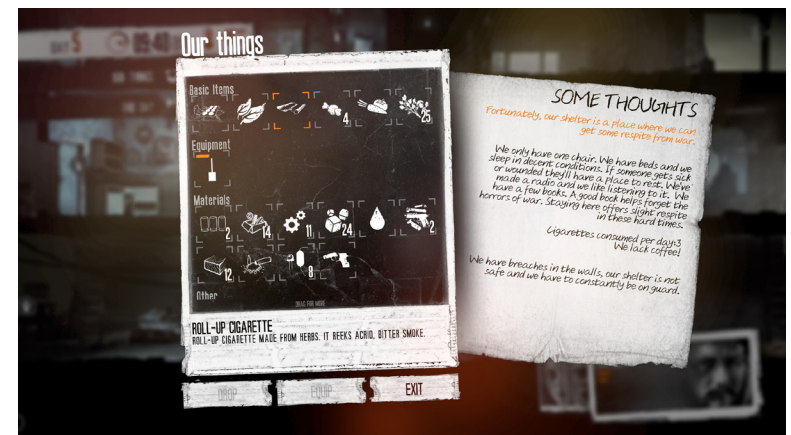 DAY 5
09:40
Our things
OUR THINGS
Basic Items
4
25
Equipment
Materials
2
14
11
24
2
12
8
Other
DRAG FOR MORE
ROLL-UP CIGARETTE
ROLL-UP CIGARETTE MADE FROM HERBS. IT REEKS ACRID, BITTER SMOKE.
DROP
EQUIP
EXIT
SOME THOUGHTS
Fortunately, our shelter is a place where we can
get some respite from war.
We only have one chair. We have beds and we
sleep in decent conditions. If someone gets sick
or wounded they'll have a place to rest. We've
made a radio and we like listening to it. We
have a few books. A good book helps forget the
horrors of war. Staying here offers slight respite
in these hard times.
Cigarettes consumed per day:3
We lack coffee!
We have breaches in the walls, our shelter is not
safe and we have to constantly be on guard.